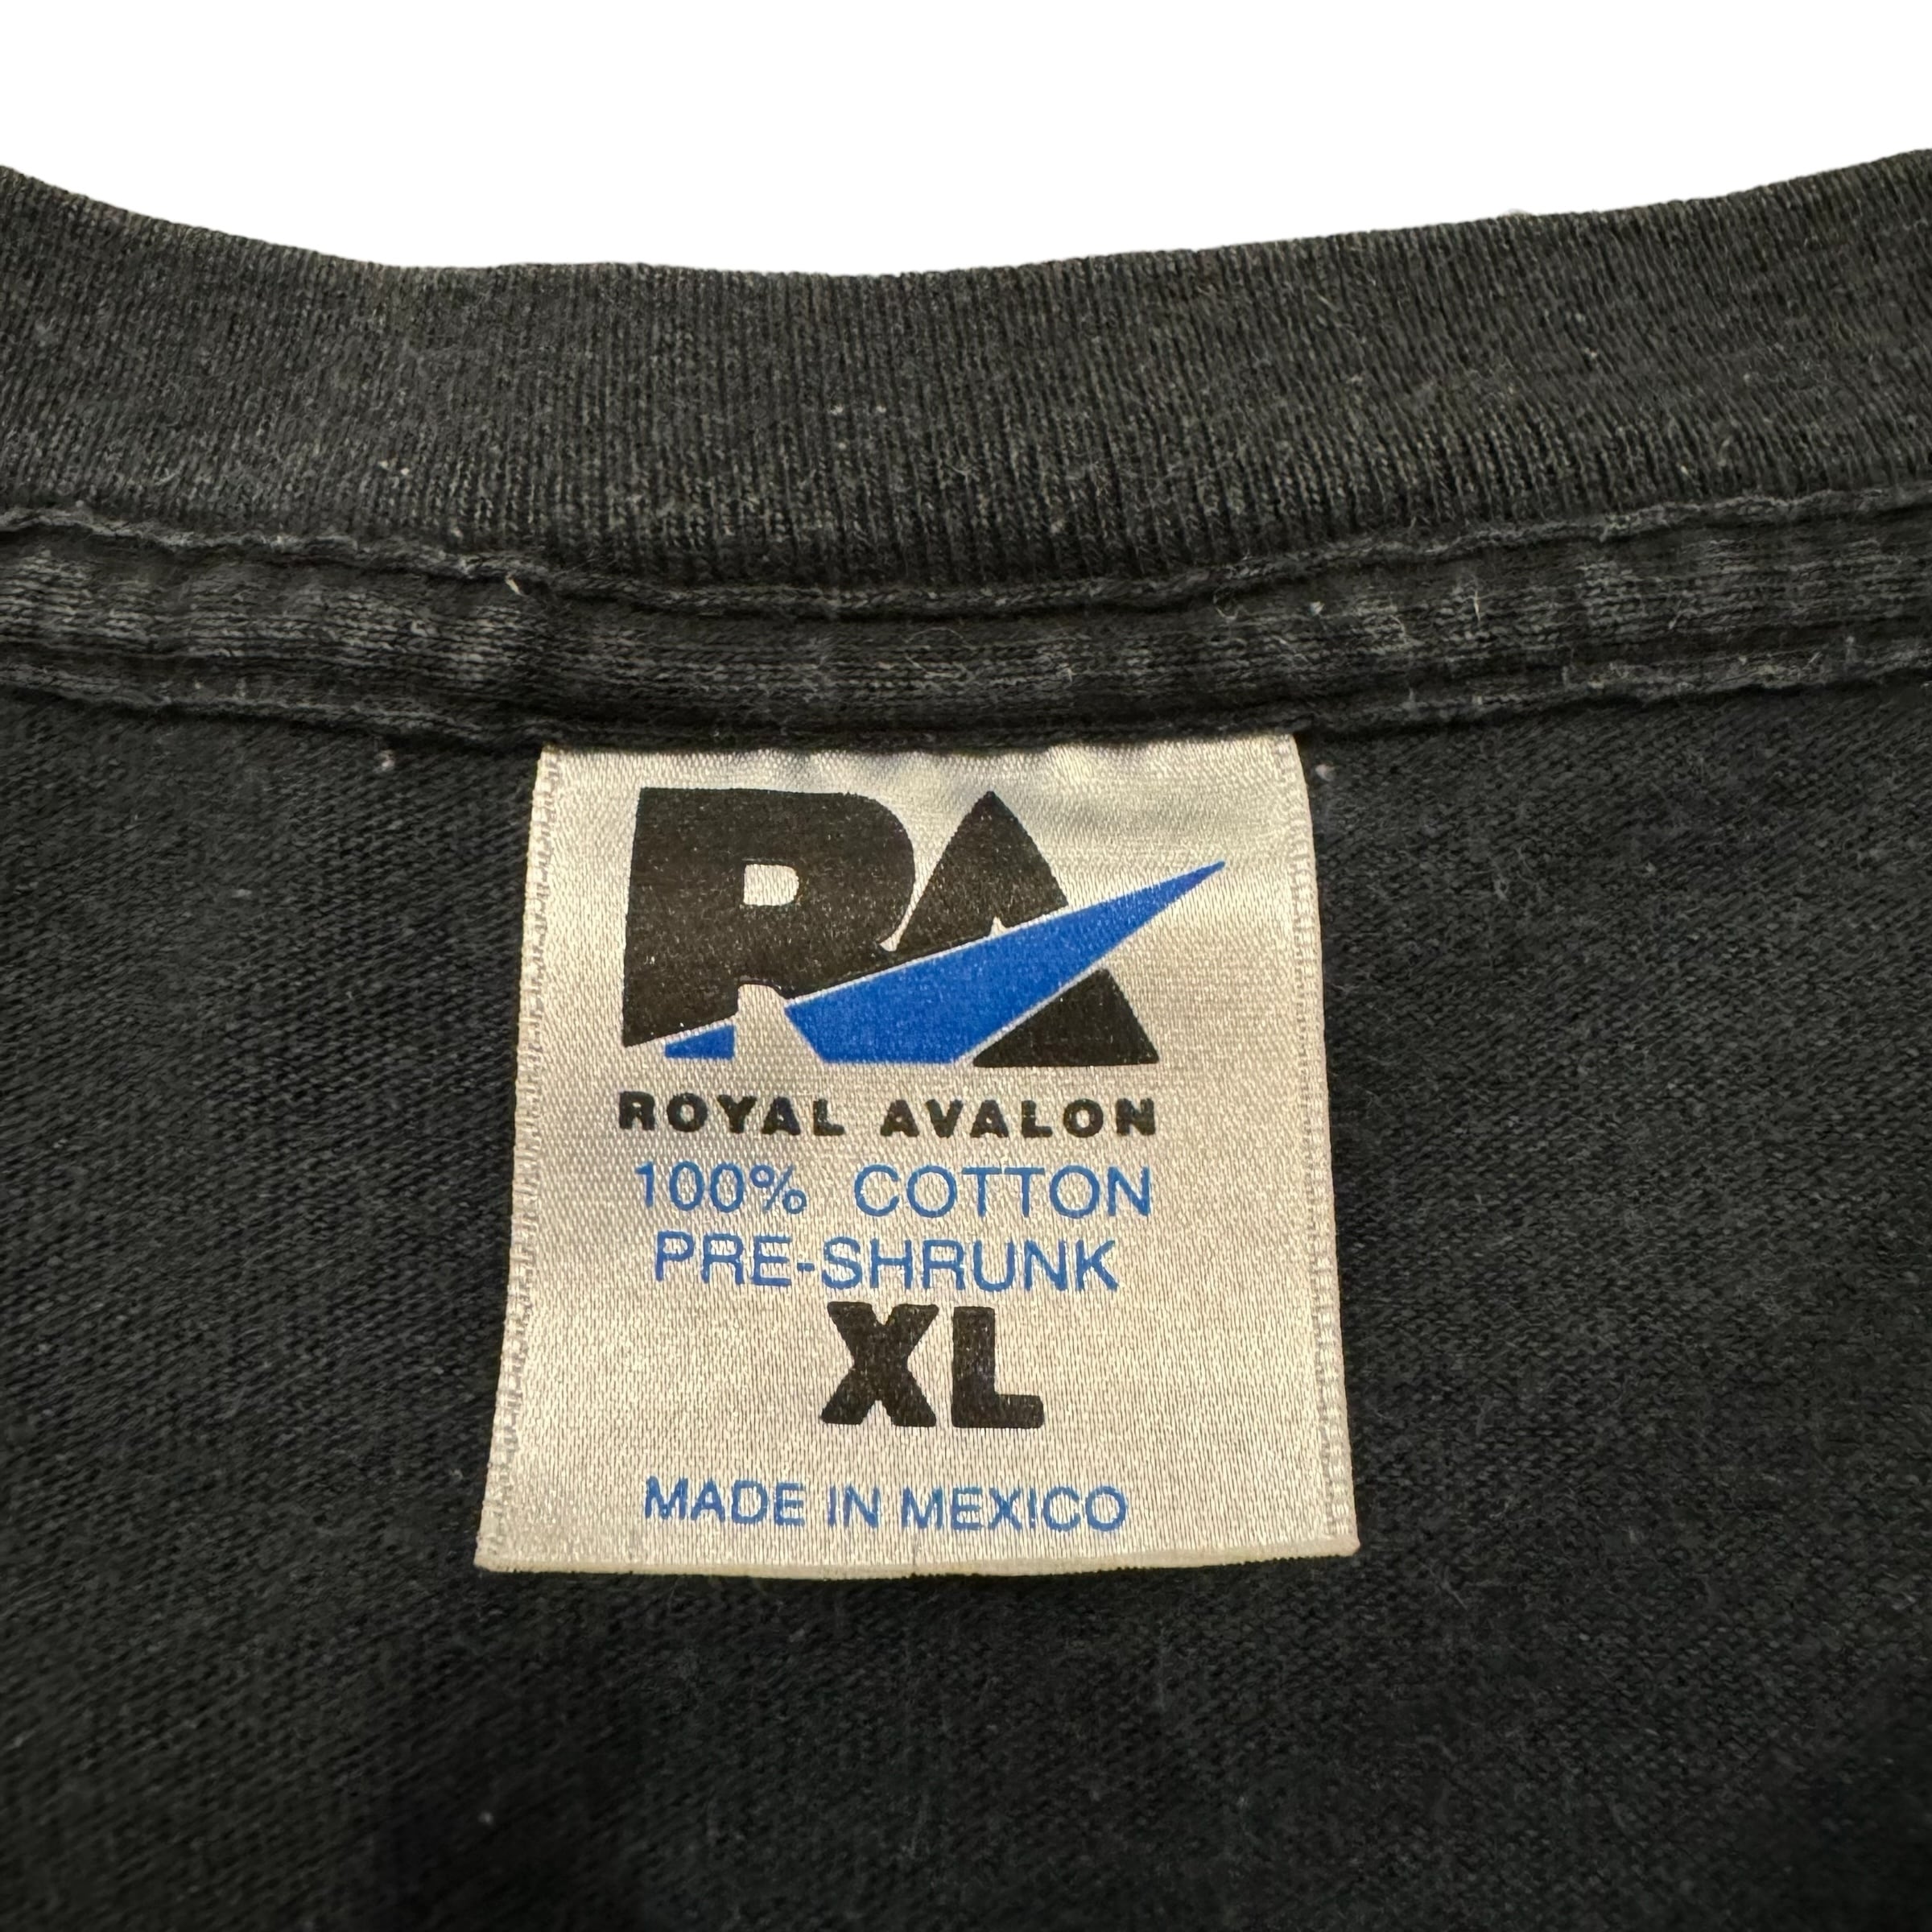 RA
ROYAL AVALON
100% COTTON
PRE-SHRUNK
XL
MADE IN MEXICO